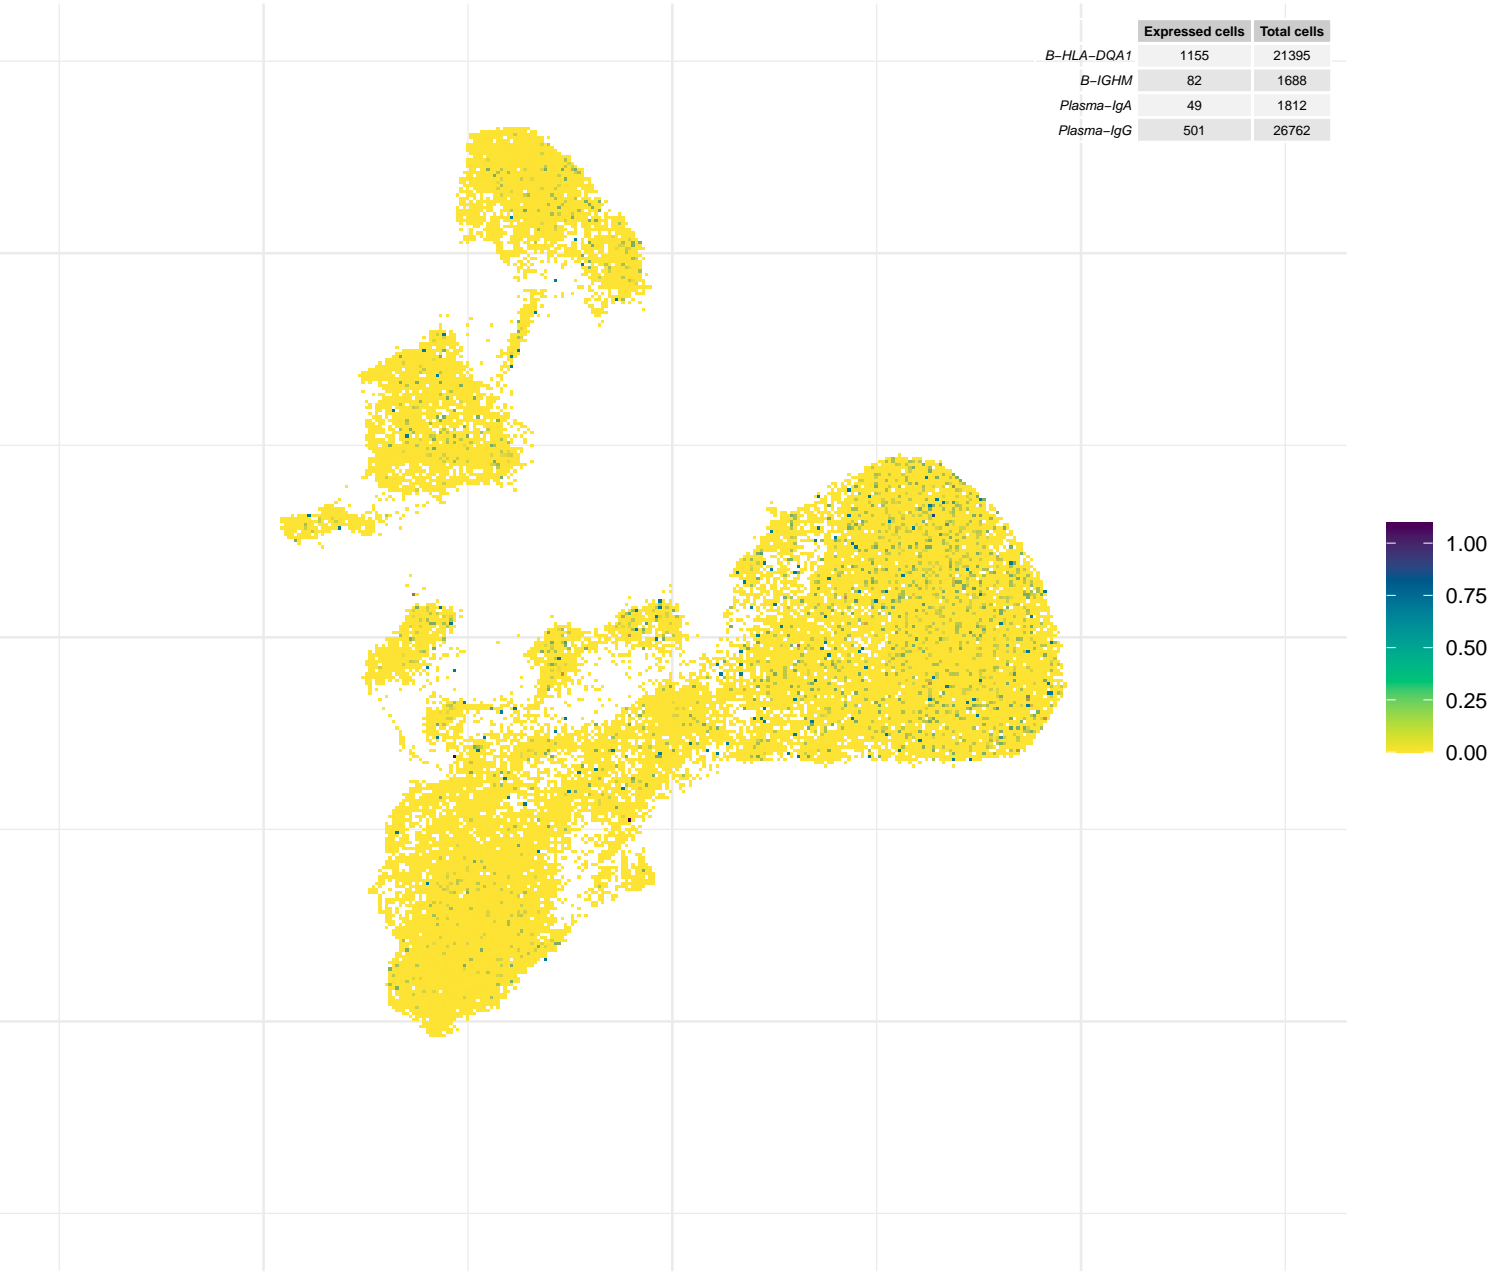 Expressed cells Total cells
B−HLA−DQA1 1155 21395
B−IGHM 82 1688
Plasma−IgA 49 1812
Plasma−IgG 501 26762
1.00
0.75
0.50
0.25
0.00